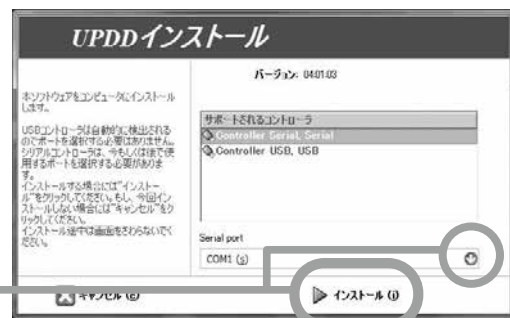 UPDDインストール
バージョン: 04.01.03
本ソフトウェアをコンピュータにインストール
します。
USBコントローラは自動的に検出される
のでポートを選択する必要はありません。
シリアルコントローラは、今もしくは後で使
用するポートを選択する必要がありま
す。
インストールする場合には"インストー
ル"をクリックしてください。もし、今回イン
ストールしない場合には"キャンセル"をク
リックしてください。
インストール途中は画面をさわらないでく
ださい。
サポートされるコントローラ
Controller Serial, Serial
Controller USB, USB
Serial port
COM1 (s)
キャンセル (c)
インストール (i)